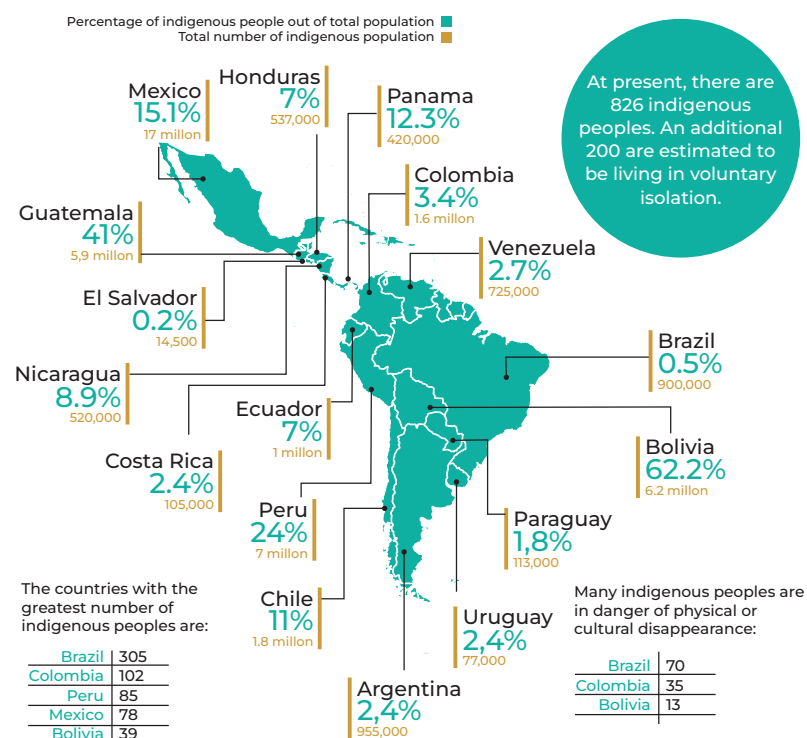 Percentage of indigenous people out of total population
Total number of indigenous population
At present, there are
826 indigenous
peoples. An additional
200 are estimated to
be living in voluntary
isolation.
Mexico
15.1%
17 millon
Honduras
7%
537,000
Panama
12.3%
420,000
Colombia
3.4%
1.6 millon
Guatemala
41%
5,9 millon
Venezuela
2.7%
725,000
El Salvador
0.2%
14,500
Brazil
0.5%
900,000
Nicaragua
8.9%
520,000
Ecuador
7%
1 millon
Bolivia
62.2%
6.2 millon
Costa Rica
2.4%
105,000
Peru
24%
7 millon
Paraguay
1,8%
113,000
Chile
11%
1.8 millon
Uruguay
2,4%
77,000
Argentina
2,4%
955,000
The countries with the
greatest number of
indigenous peoples are:
Brazil 305
Colombia 102
Peru 85
Mexico 78
Bolivia 39
Many indigenous peoples are
in danger of physical or
cultural disappearance:
Brazil 70
Colombia 35
Bolivia 13